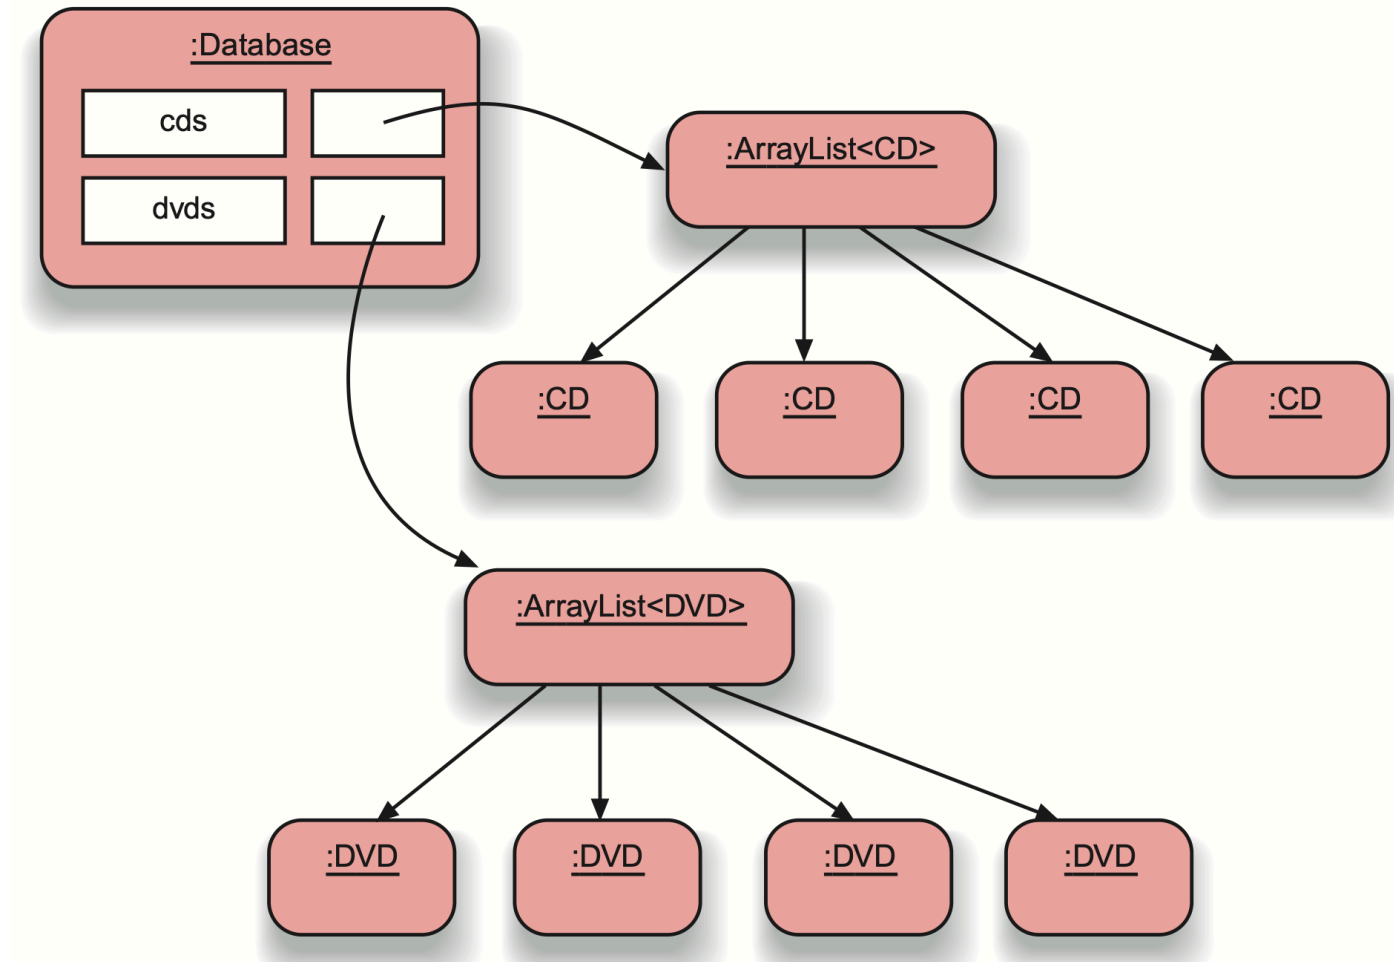 :Database
cds
dvds
:ArrayList<CD>
:CD
:CD
:CD
:CD
:ArrayList<DVD>
:DVD
:DVD
:DVD
:DVD